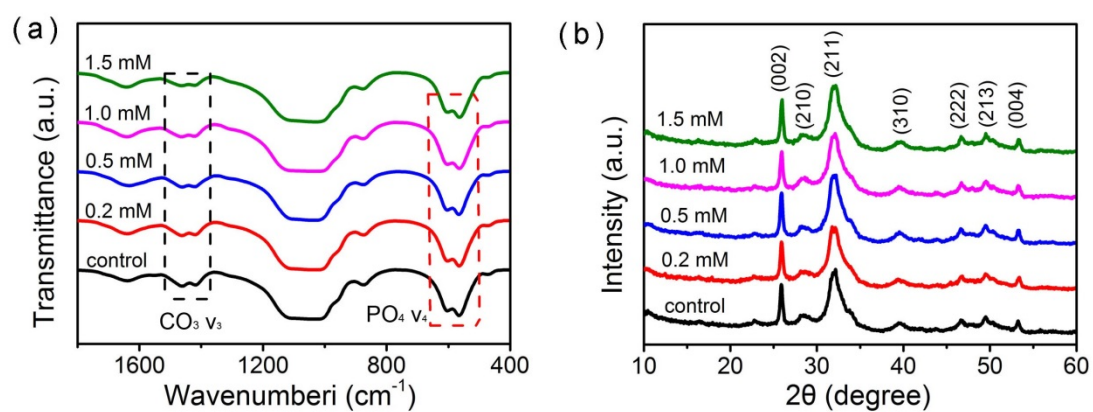 (a)
Transmittance (a.u.)
1.5 mM
1.0 mM
0.5 mM
0.2 mM
control
CO₃ ν₃
PO₄ ν₄
1600 1200 800 400
Wavenumberi (cm⁻¹)
(b)
Intensity (a.u.)
(002)
(210)
(211)
(310)
(222)
(213)
(004)
1.5 mM
1.0 mM
0.5 mM
0.2 mM
control
10 20 30 40 50 60
2θ (degree)